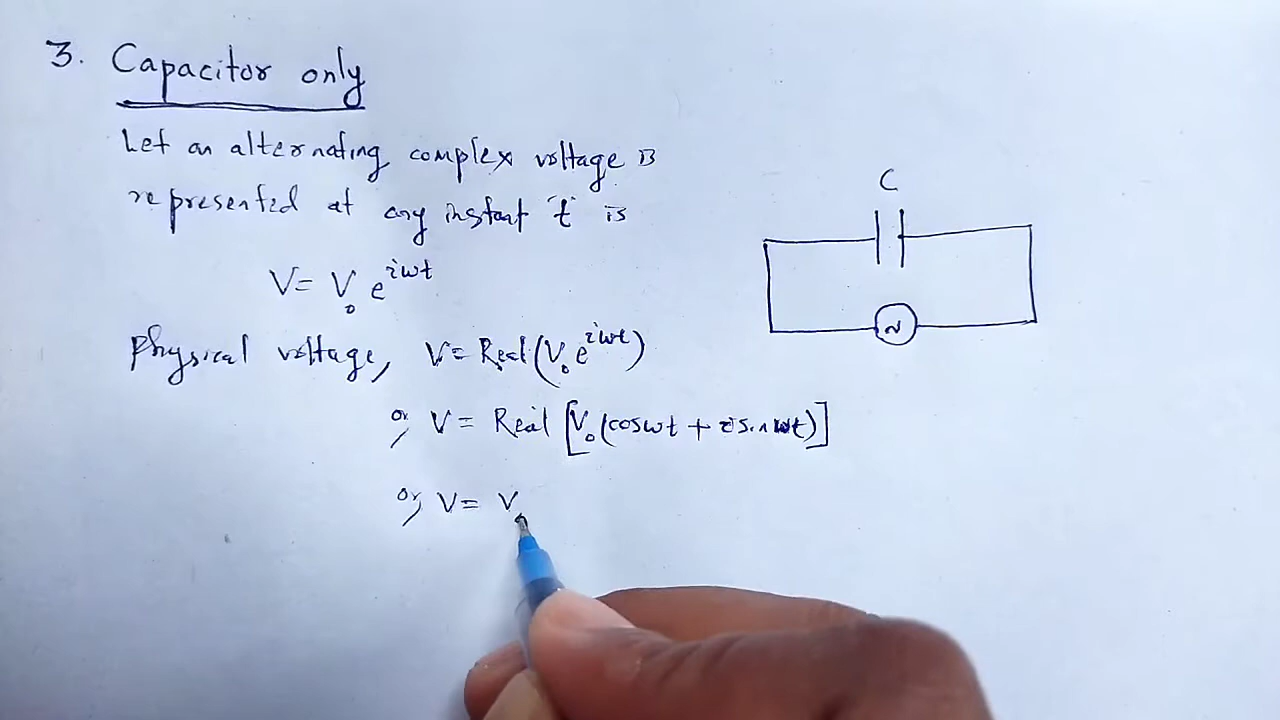 3. Capacitor only
Let an alternating complex voltage is
represented at any instant 't' is
V = V₀ e^{iωt}
Physical voltage, V = Real(V₀ e^{iωt})
or, V = Real [V₀(cosωt + i sinωt)]
or, V = V₀
C
~